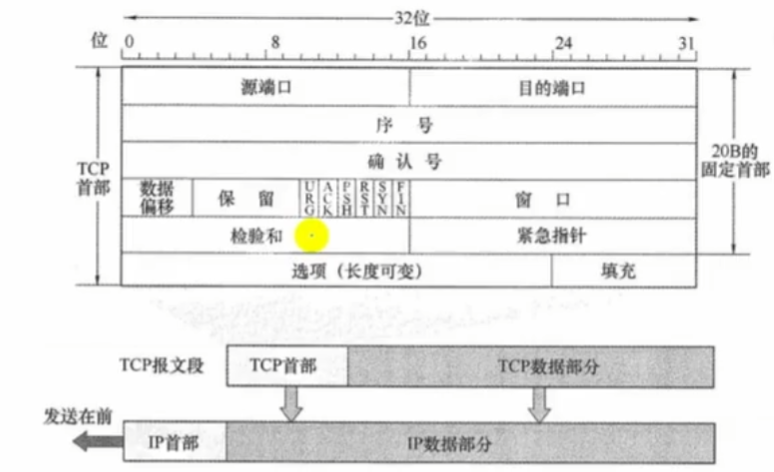 32位
位 0 8 16 24 31
源端口 目的端口
序 号
确 认 号
TCP
首部
20B的
固定首部
数据
偏移
保 留
URG
ACK
PSH
RST
SYN
FIN
窗 口
检验和 紧急指针
选项（长度可变） 填充
TCP报文段 TCP首部 TCP数据部分
发送在前
IP首部 IP数据部分